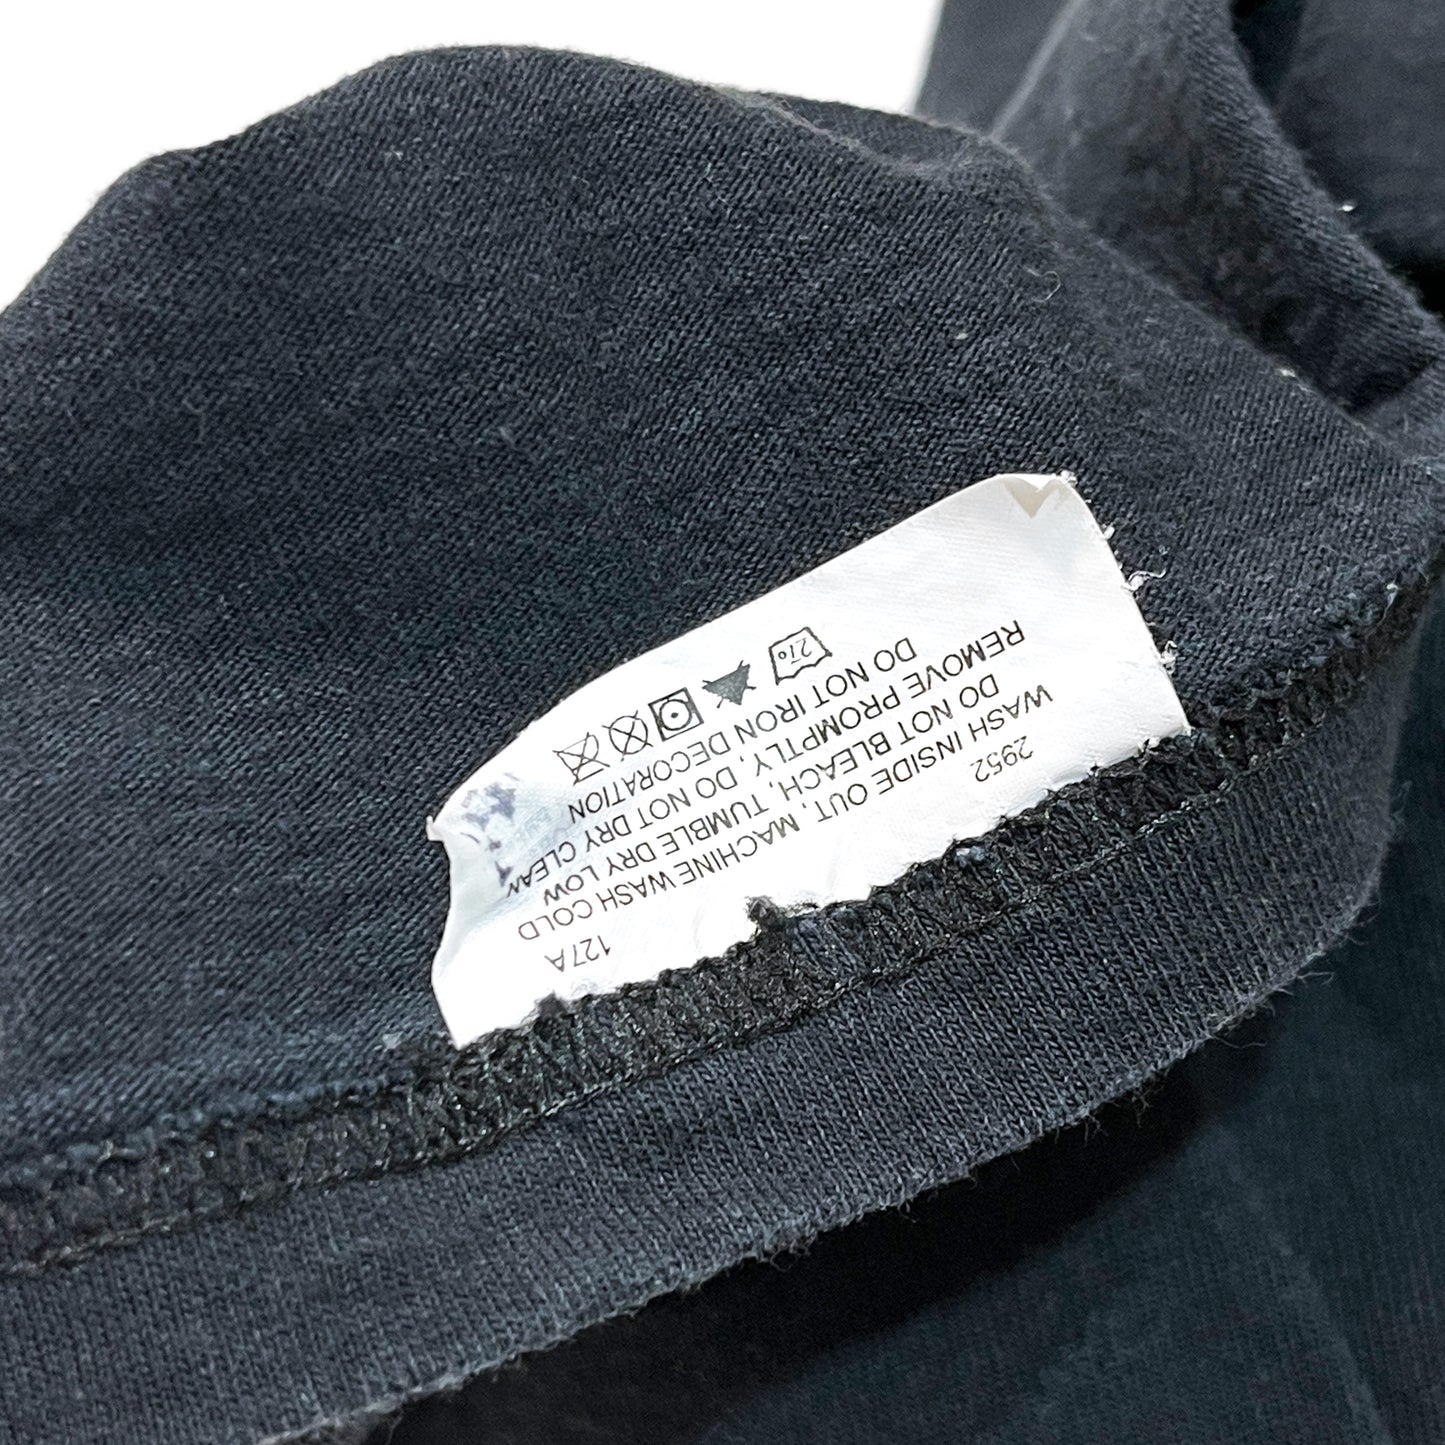 2952 127A
WASH INSIDE OUT, MACHINE WASH COLD
DO NOT BLEACH, TUMBLE DRY LOW
REMOVE PROMPTLY, DO NOT DRY CLEAN
DO NOT IRON DECORATION